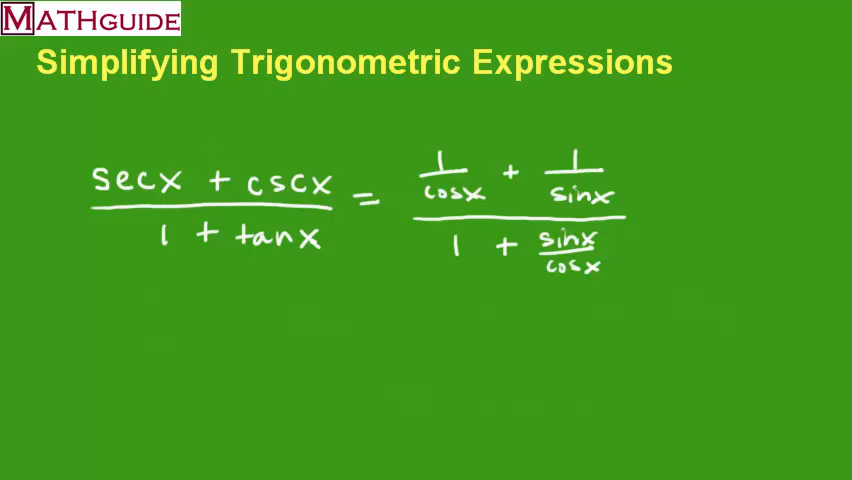 MATHGUIDE
Simplifying Trigonometric Expressions
secx + cscx = 1 + 1
cosx sinx
1 + tanx 1 + sinx
cosx